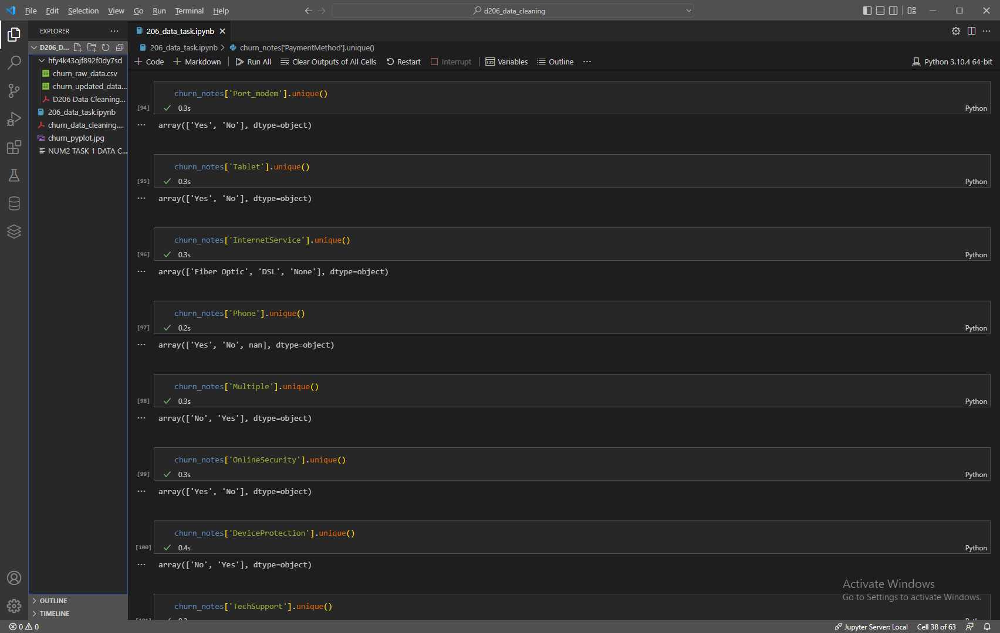 File Edit Selection View Go Run Terminal Help
d206_data_cleaning
EXPLORER
D206_D...
hfy4k43ojf892f0dy7sd
churn_raw_data.csv
churn_updated_data...
D206 Data Cleaning...
206_data_task.ipynb
churn_data_cleaning....
churn_pyplot.jpg
NUM2 TASK 1 DATA C...
OUTLINE
TIMELINE
206_data_task.ipynb
206_data_task.ipynb > churn_notes['PaymentMethod'].unique()
+ Code + Markdown Run All Clear Outputs of All Cells Restart Interrupt Variables Outline ... Python 3.10.4 64-bit
churn_notes['Port_modem'].unique()
[94] 0.3s Python
... array(['Yes', 'No'], dtype=object)
churn_notes['Tablet'].unique()
[95] 0.3s Python
... array(['Yes', 'No'], dtype=object)
churn_notes['InternetService'].unique()
[96] 0.3s Python
... array(['Fiber Optic', 'DSL', 'None'], dtype=object)
churn_notes['Phone'].unique()
[97] 0.2s Python
... array(['Yes', 'No', nan], dtype=object)
churn_notes['Multiple'].unique()
[98] 0.3s Python
... array(['No', 'Yes'], dtype=object)
churn_notes['OnlineSecurity'].unique()
[99] 0.3s Python
... array(['Yes', 'No'], dtype=object)
churn_notes['DeviceProtection'].unique()
[100] 0.4s Python
... array(['No', 'Yes'], dtype=object)
churn_notes['TechSupport'].unique()
Activate Windows
Go to Settings to activate Windows.
0 0 Jupyter Server: Local Cell 38 of 63